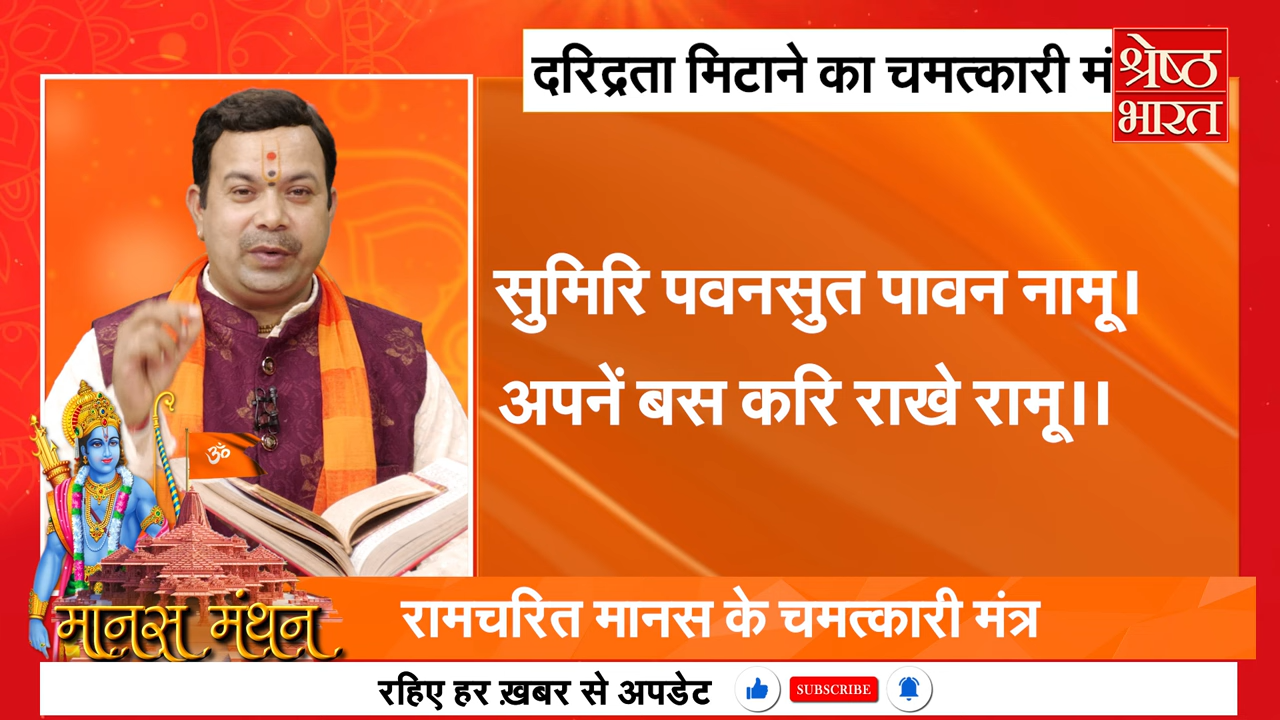 दरिद्रता मिटाने का चमत्कारी
श्रेष्ठ
भारत
सुमिरि पवनसुत पावन नामू।
अपनें बस करि राखे रामू।।
ॐ
मानस मंथन
रामचरित मानस के चमत्कारी मंत्र
रहिए हर ख़बर से अपडेट
SUBSCRIBE